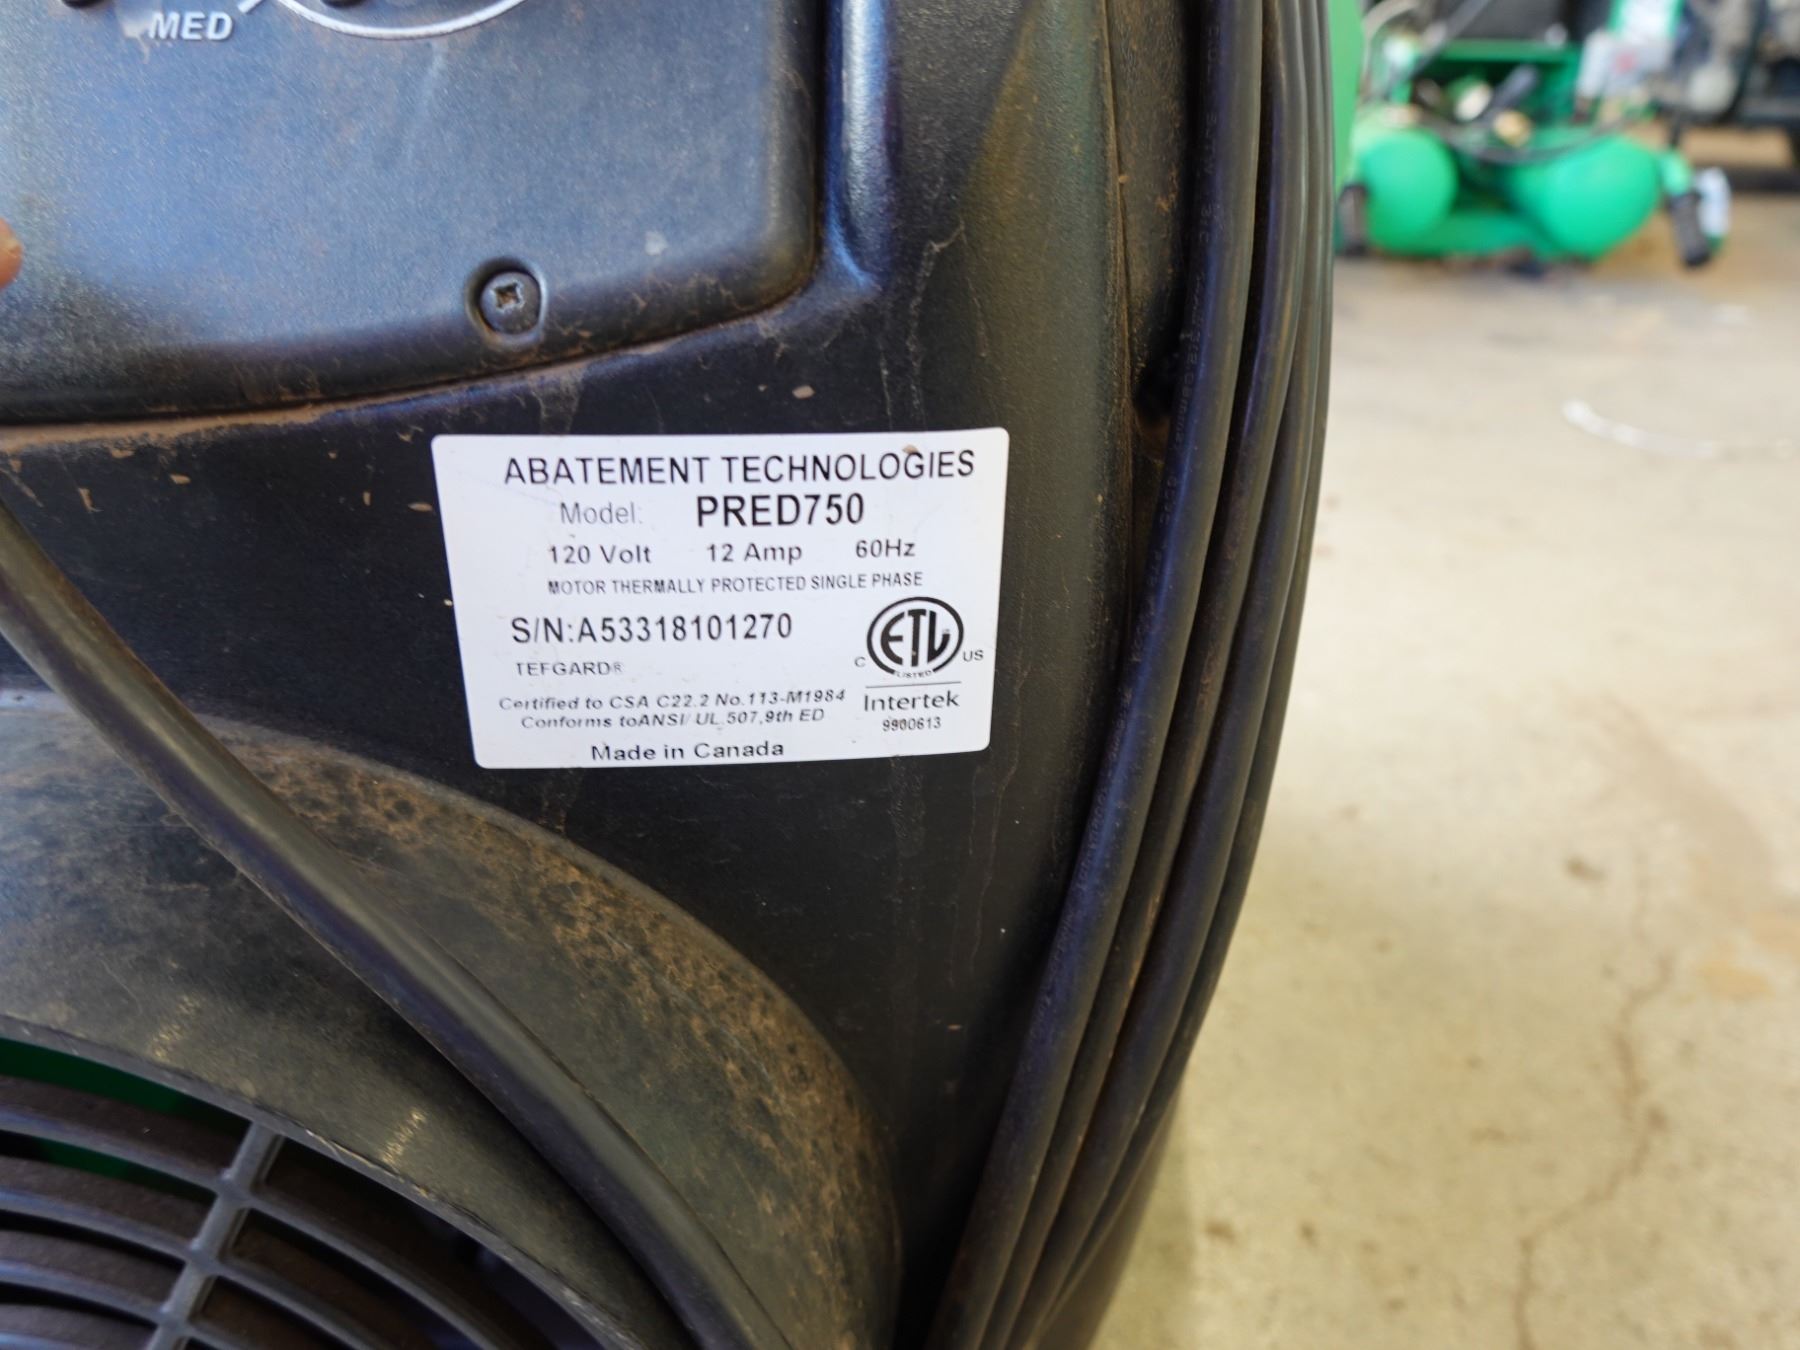 MED
ABATEMENT TECHNOLOGIES
Model: PRED750
120 Volt 12 Amp 60Hz
MOTOR THERMALLY PROTECTED SINGLE PHASE
S/N:A53318101270
TEFGARD®
C ETL US
LISTED
Certified to CSA C22.2 No.113-M1984
Conforms toANSI/ UL.507,9th ED
Intertek
9900613
Made in Canada